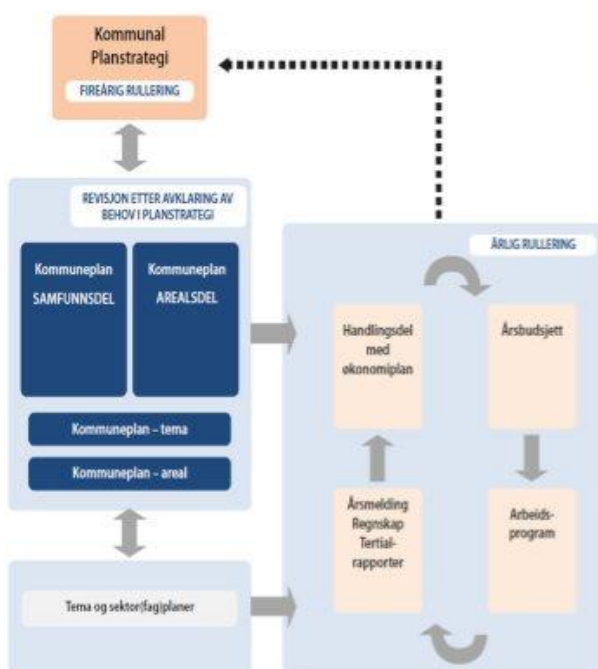 Kommunal
Planstrategi
FIREÅRIG RULLERING
REVISJON ETTER AVKLARING AV
BEHOV I PLANSTRATEGI
Kommuneplan
SAMFUNNSDEL
Kommuneplan
AREALSDEL
Kommuneplan – tema
Kommuneplan – areal
Tema og sektor(fag)planer
ÅRLIG RULLERING
Handlingsdel
med
økonomiplan
Årsbudsjett
Årsmelding
Regnskap
Tertial-
rapporter
Arbeids-
program